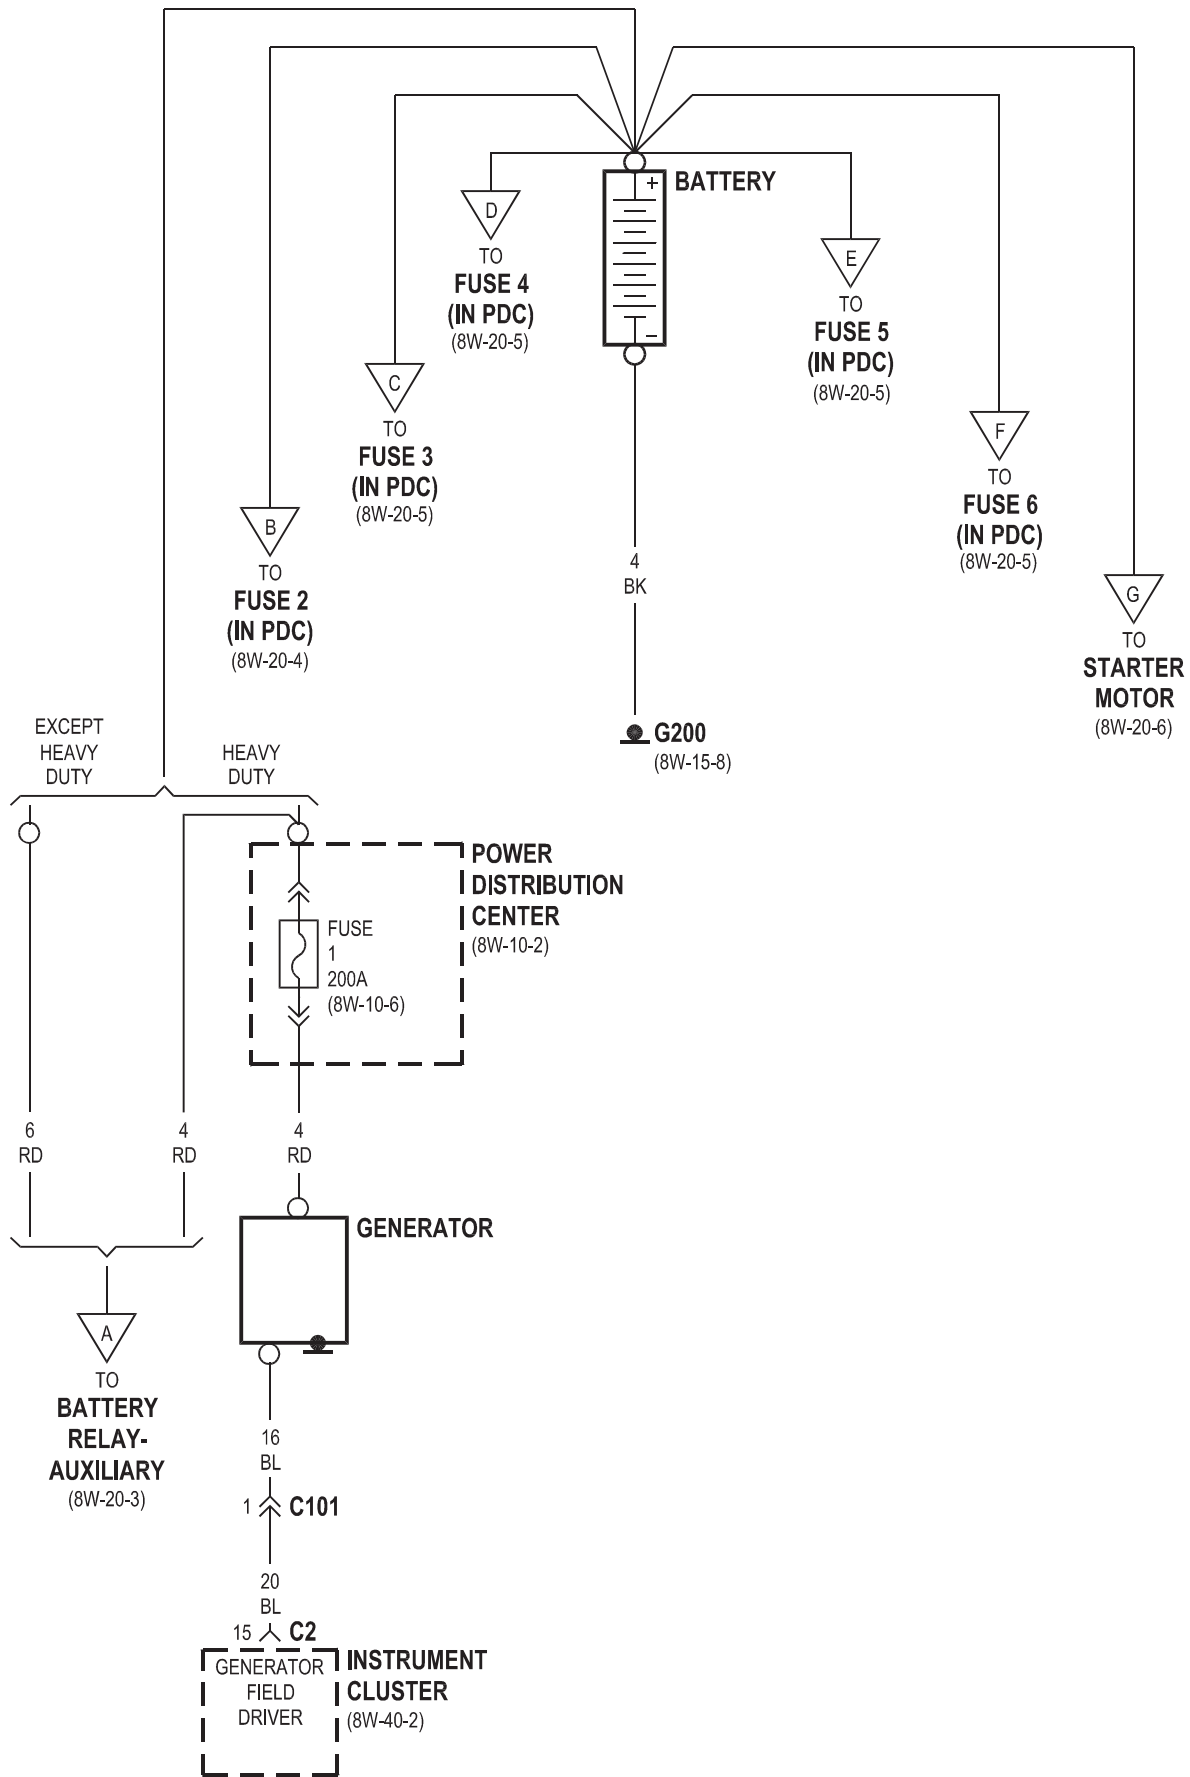 BATTERY
+
−
D
TO
FUSE 4
(IN PDC)
(8W-20-5)
E
TO
FUSE 5
(IN PDC)
(8W-20-5)
C
TO
FUSE 3
(IN PDC)
(8W-20-5)
F
TO
FUSE 6
(IN PDC)
(8W-20-5)
B
TO
FUSE 2
(IN PDC)
(8W-20-4)
4
BK
G
TO
STARTER
MOTOR
(8W-20-6)
G200
(8W-15-8)
EXCEPT
HEAVY
DUTY
HEAVY
DUTY
POWER
DISTRIBUTION
CENTER
(8W-10-2)
FUSE
1
200A
(8W-10-6)
6
RD
4
RD
4
RD
GENERATOR
A
TO
BATTERY
RELAY-
AUXILIARY
(8W-20-3)
16
BL
1
C101
20
BL
15
C2
GENERATOR
FIELD
DRIVER
INSTRUMENT
CLUSTER
(8W-40-2)